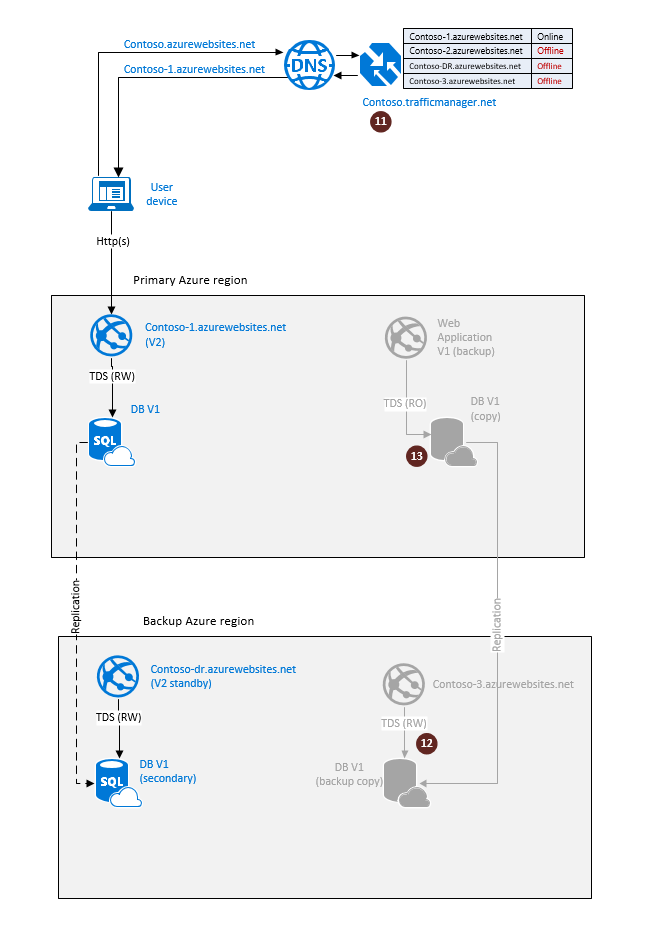 Contoso.azurewebsites.net
Contoso-1.azurewebsites.net
DNS
Contoso-1.azurewebsites.net Online
Contoso-2.azurewebsites.net Offline
Contoso-DR.azurewebsites.net Offline
Contoso-3.azurewebsites.net Offline
Contoso.trafficmanager.net
11
User
device
Http(s)
Primary Azure region
Contoso-1.azurewebsites.net
(V2)
Web
Application
V1 (backup)
TDS (RW)
TDS (RO)
DB V1
SQL
DB V1
(copy)
13
Replication
Replication
Backup Azure region
Contoso-dr.azurewebsites.net
(V2 standby)
Contoso-3.azurewebsites.net
TDS (RW)
TDS (RW)
12
DB V1
(secondary)
SQL
DB V1
(backup copy)